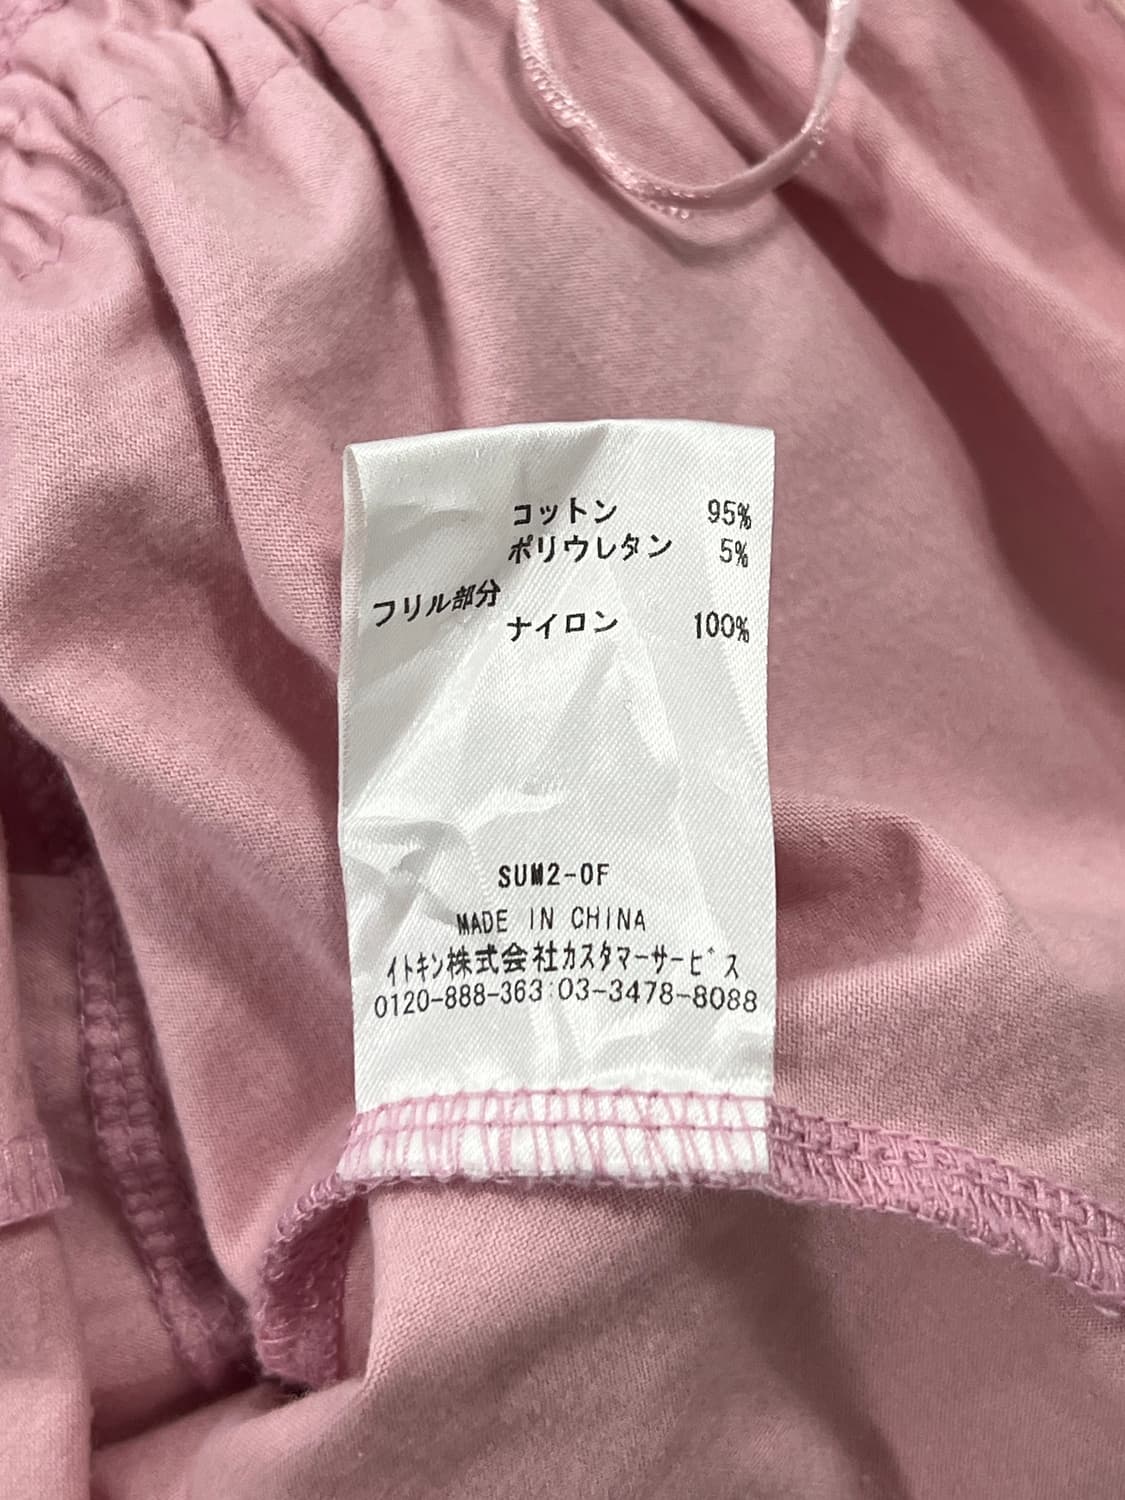 コットン 95%
ポリウレタン 5%
フリル部分
ナイロン 100%
SUM2-0F
MADE IN CHINA
イトキン株式会社カスタマーサービス
0120-888-363 03-3478-8088